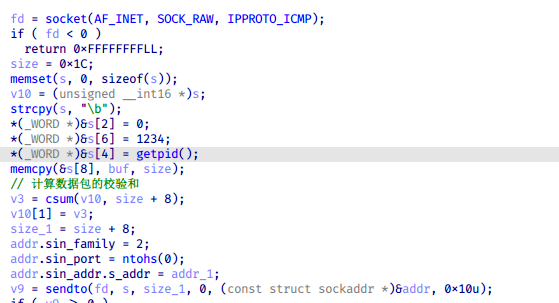 fd = socket(AF_INET, SOCK_RAW, IPPROTO_ICMP);
if ( fd < 0 )
return 0xFFFFFFFFLL;
size = 0x1C;
memset(s, 0, sizeof(s));
v10 = (unsigned __int16 *)s;
strcpy(s, "\b");
*(_WORD *)&s[2] = 0;
*(_WORD *)&s[6] = 1234;
*(_WORD *)&s[4] = getpid();
memcpy(&s[8], buf, size);
// 计算数据包的校验和
v3 = csum(v10, size + 8);
v10[1] = v3;
size_1 = size + 8;
addr.sin_family = 2;
addr.sin_port = ntohs(0);
addr.sin_addr.s_addr = addr_1;
v9 = sendto(fd, s, size_1, 0, (const struct sockaddr *)&addr, 0x10u);